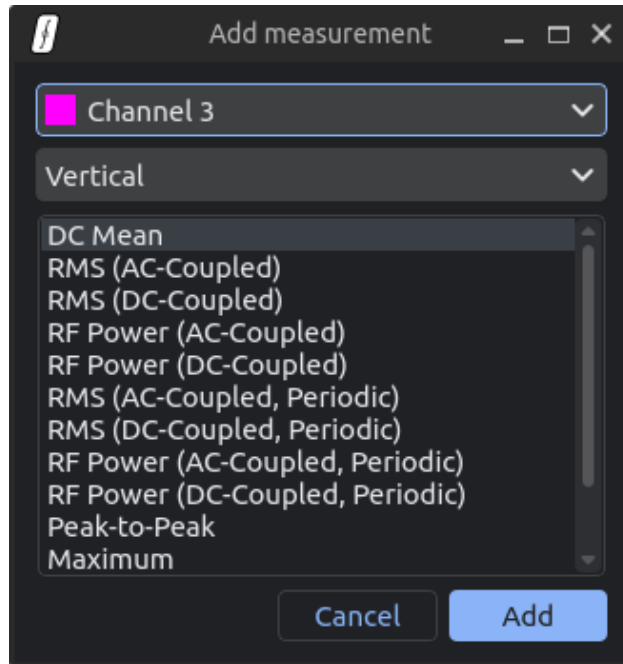 Add measurement
Channel 3
Vertical
DC Mean
RMS (AC-Coupled)
RMS (DC-Coupled)
RF Power (AC-Coupled)
RF Power (DC-Coupled)
RMS (AC-Coupled, Periodic)
RMS (DC-Coupled, Periodic)
RF Power (AC-Coupled, Periodic)
RF Power (DC-Coupled, Periodic)
Peak-to-Peak
Maximum
Cancel Add